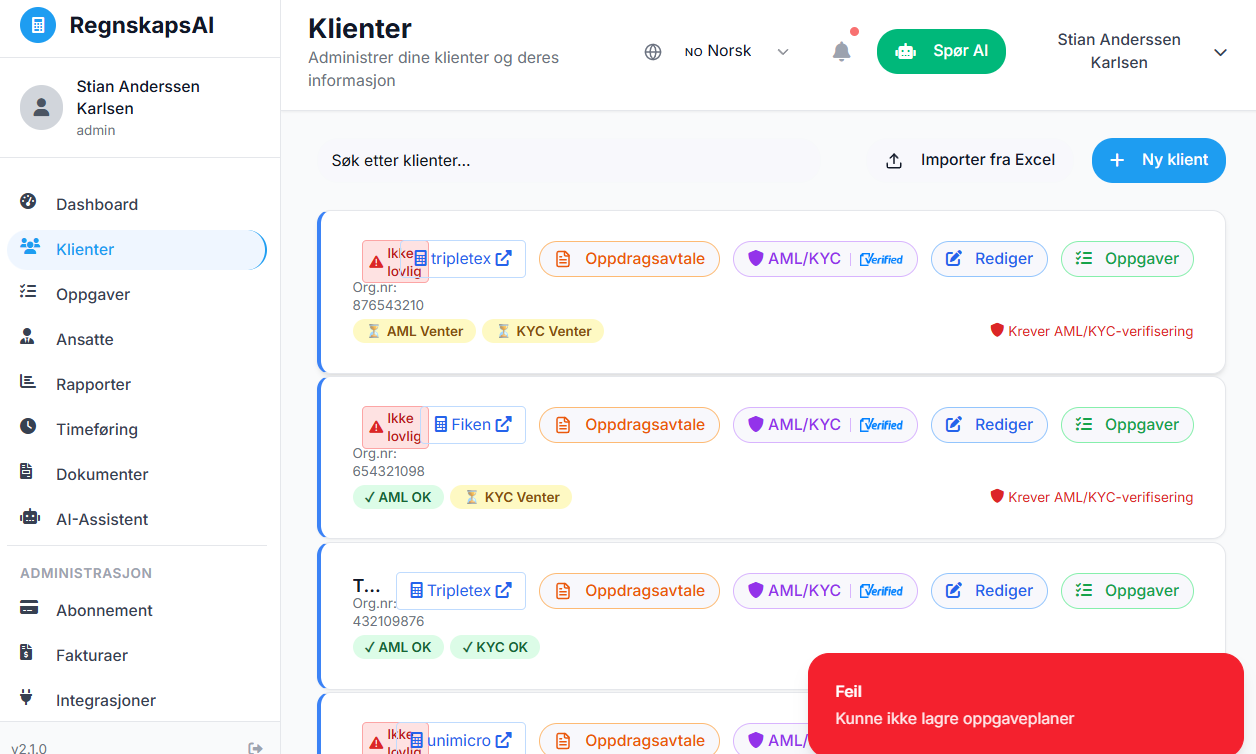 RegnskapsAI
Stian Anderssen
Karlsen
admin
Dashboard
Klienter
Oppgaver
Ansatte
Rapporter
Timeføring
Dokumenter
AI-Assistent
ADMINISTRASJON
Abonnement
Fakturaer
Integrasjoner
v2.1.0
Klienter
Administrer dine klienter og deres
informasjon
NO Norsk
Spør AI
Stian Anderssen
Karlsen
Søk etter klienter...
Importer fra Excel
Ny klient
Ikke
lovlig
tripletex
Oppdragsavtale
AML/KYC
Verified
Rediger
Oppgaver
Org.nr:
876543210
⏳ AML Venter
⏳ KYC Venter
Krever AML/KYC-verifisering
Ikke
lovlig
Fiken
Oppdragsavtale
AML/KYC
Verified
Rediger
Oppgaver
Org.nr:
654321098
✓ AML OK
⏳ KYC Venter
Krever AML/KYC-verifisering
T...
Tripletex
Oppdragsavtale
AML/KYC
Verified
Rediger
Oppgaver
Org.nr:
432109876
✓ AML OK
✓ KYC OK
Ikke
lovlig
unimicro
Oppdragsavtale
AML/
Feil
Kunne ikke lagre oppgaveplaner